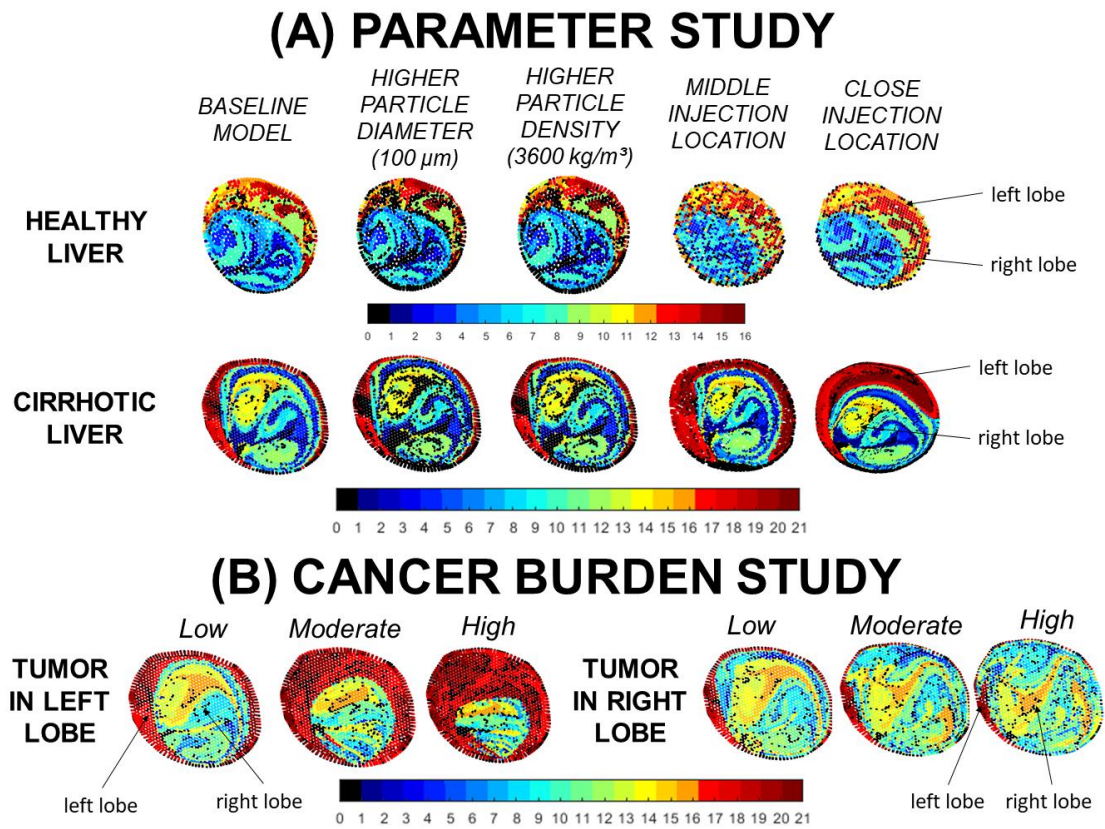 (A) PARAMETER STUDY
BASELINE
MODEL
HIGHER
PARTICLE
DIAMETER
(100 μm)
HIGHER
PARTICLE
DENSITY
(3600 kg/m³)
MIDDLE
INJECTION
LOCATION
CLOSE
INJECTION
LOCATION
HEALTHY
LIVER
left lobe
right lobe
0 1 2 3 4 5 6 7 8 9 10 11 12 13 14 15 16
CIRRHOTIC
LIVER
left lobe
right lobe
0 1 2 3 4 5 6 7 8 9 10 11 12 13 14 15 16 17 18 19 20 21
(B) CANCER BURDEN STUDY
TUMOR
IN LEFT
LOBE
Low
Moderate
High
left lobe
right lobe
TUMOR
IN RIGHT
LOBE
Low
Moderate
High
left lobe
right lobe
0 1 2 3 4 5 6 7 8 9 10 11 12 13 14 15 16 17 18 19 20 21